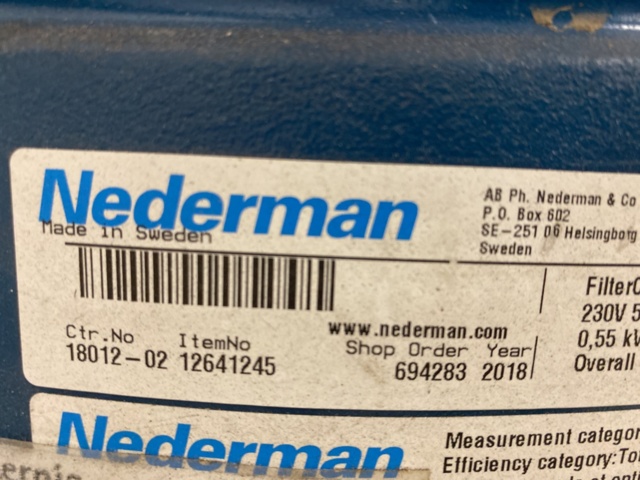 Nederman
Made in Sweden
AB Ph. Nederman & Co
P.O. Box 602
SE-251 06 Helsingborg
Sweden
Ctr.No ItemNo
18012-02 12641245
www.nederman.com
Shop Order Year
694283 2018
230V
0,55
Overall
Nederman
Measurement
Efficiency category: